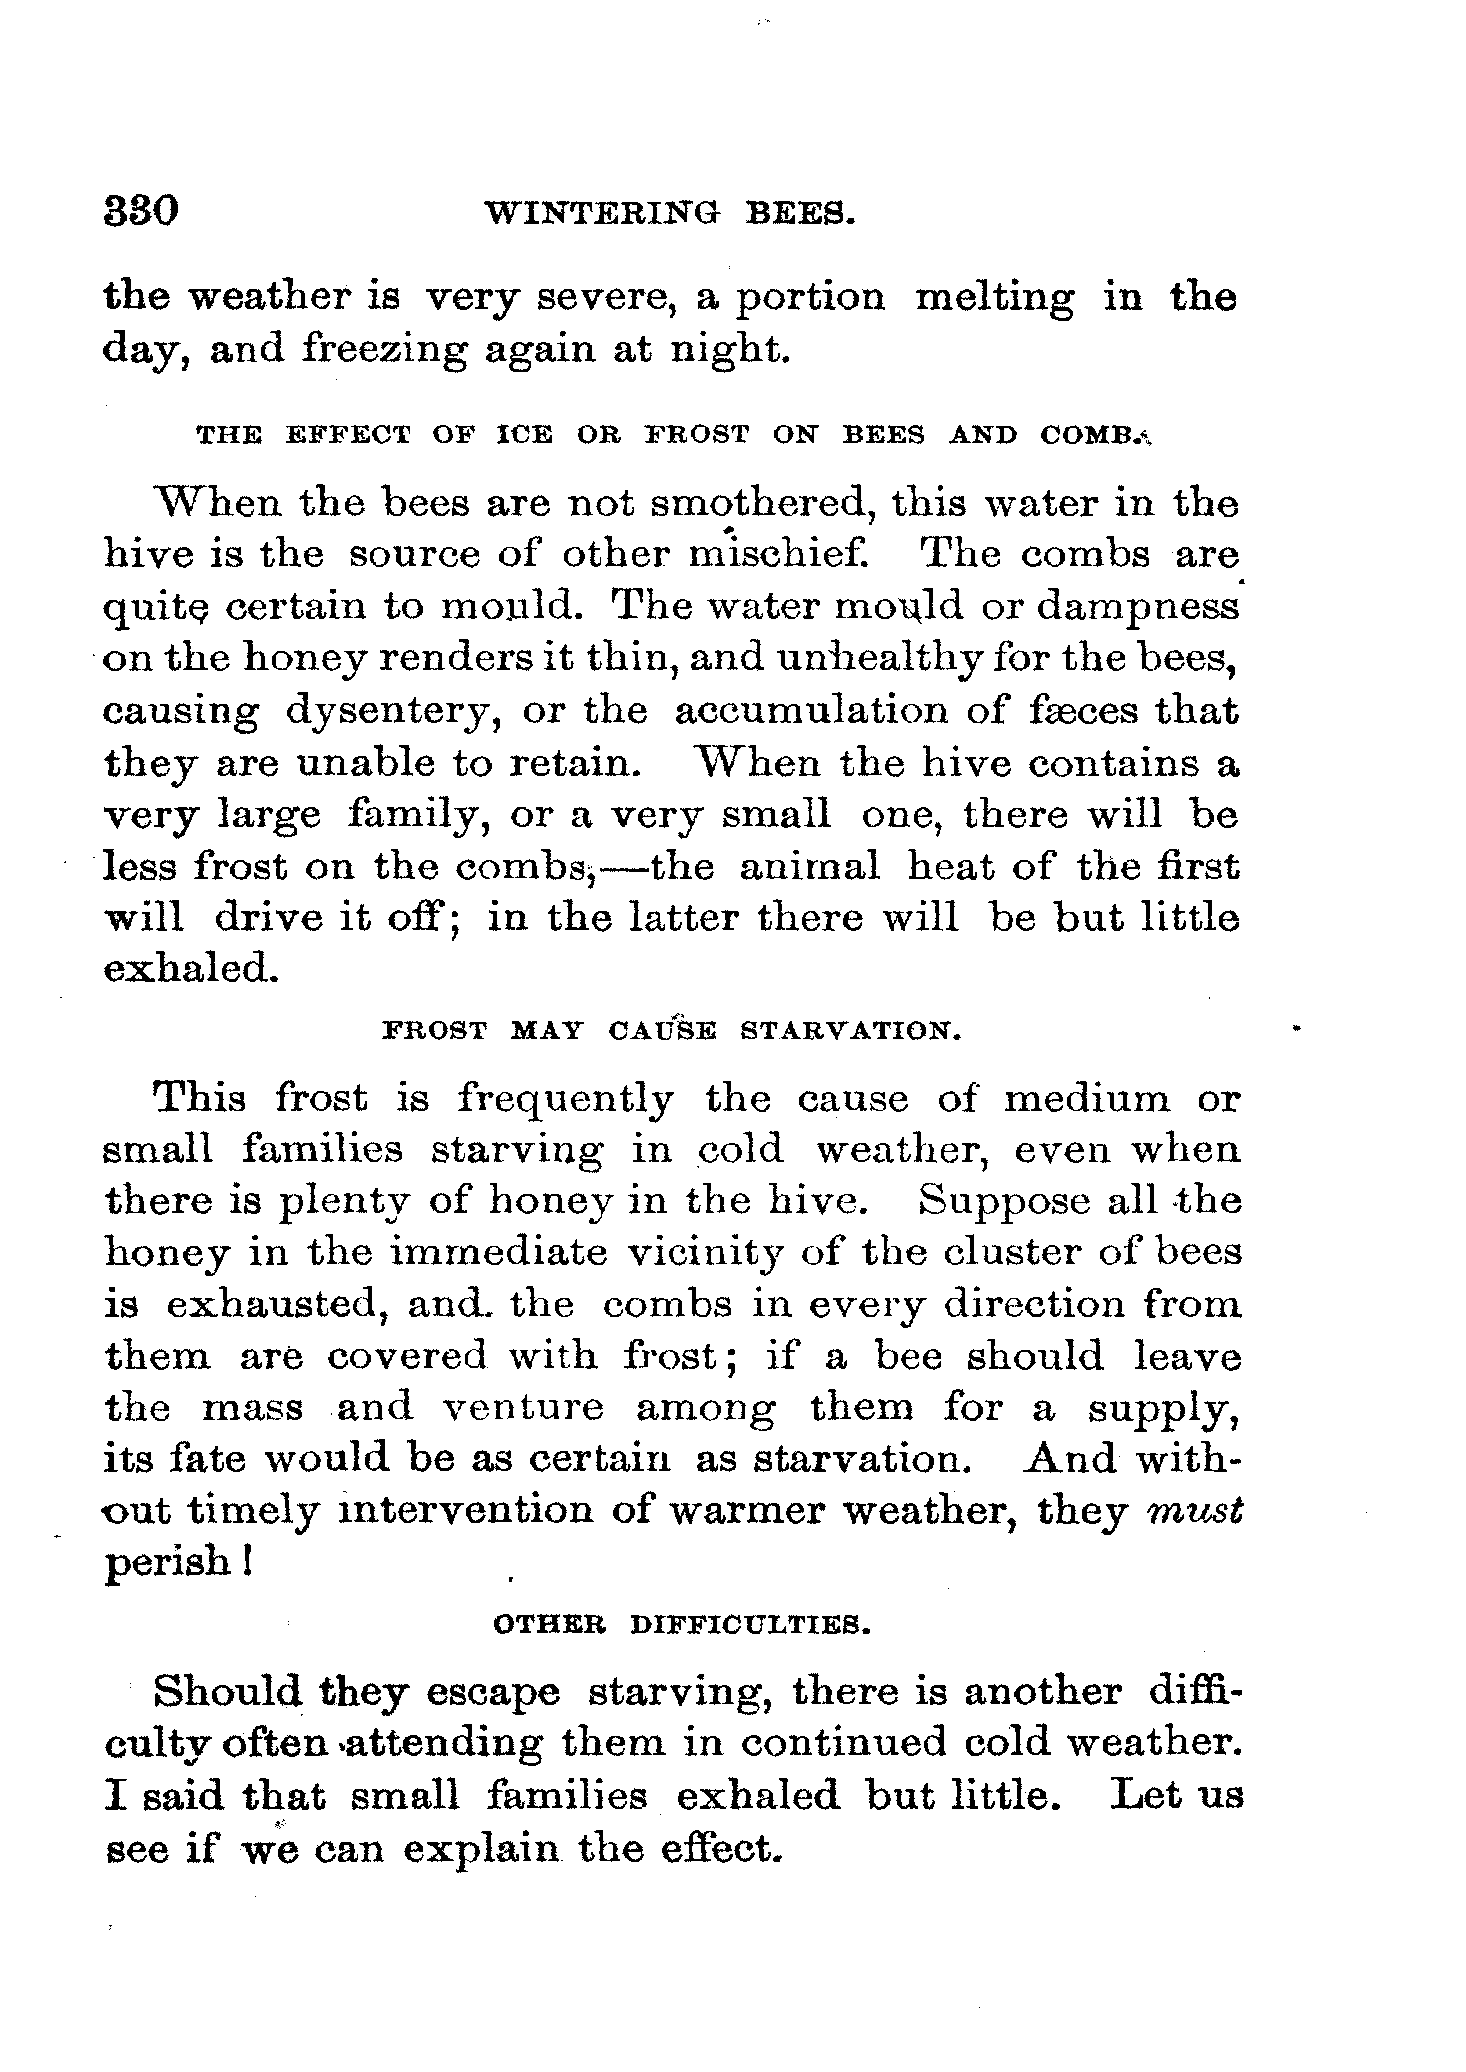 330 WINTERING BEES.
the weather is very severe, a portion melting in the
day, and freezing again at night.
THE EFFECT OF ICE OR FROST ON BEES AND COMB.
When the bees are not smothered, this water in the
hive is the source of other mischief. The combs are
quite certain to mould. The water mould or dampness
on the honey renders it thin, and unhealthy for the bees,
causing dysentery, or the accumulation of fæces that
they are unable to retain. When the hive contains a
very large family, or a very small one, there will be
less frost on the combs,—the animal heat of the first
will drive it off; in the latter there will be but little
exhaled.
FROST MAY CAUSE STARVATION.
This frost is frequently the cause of medium or
small families starving in cold weather, even when
there is plenty of honey in the hive. Suppose all the
honey in the immediate vicinity of the cluster of bees
is exhausted, and the combs in every direction from
them are covered with frost; if a bee should leave
the mass and venture among them for a supply,
its fate would be as certain as starvation. And with-
out timely intervention of warmer weather, they must
perish!
OTHER DIFFICULTIES.
Should they escape starving, there is another diffi-
culty often attending them in continued cold weather.
I said that small families exhaled but little. Let us
see if we can explain the effect.